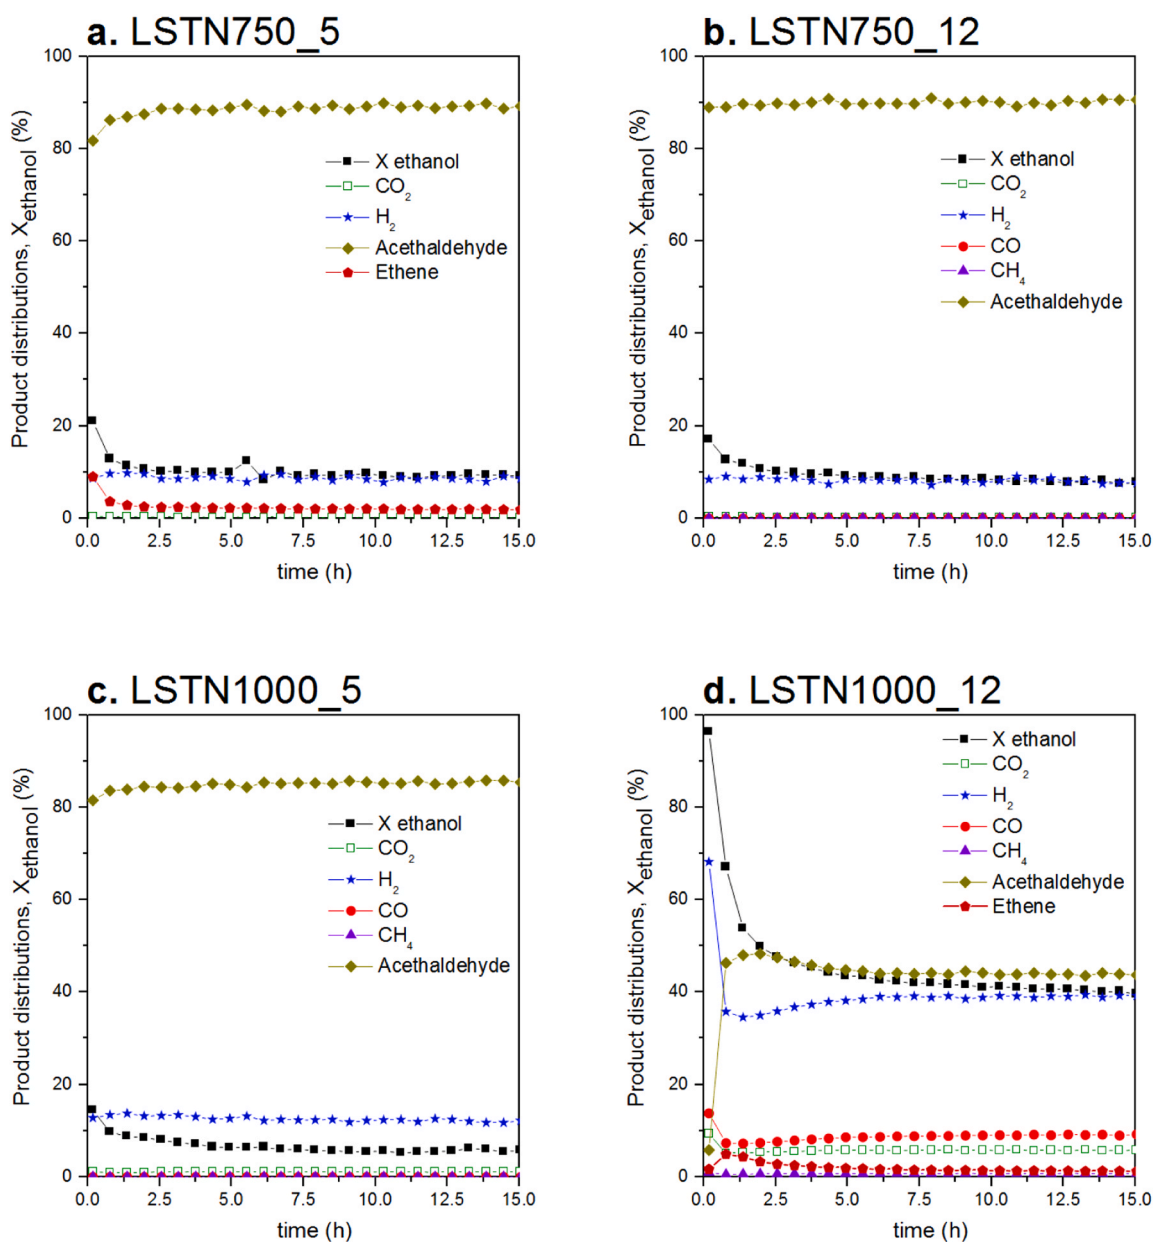 a. LSTN750_5
Product distributions, Xethanol (%)
100
80
60
40
20
0
X ethanol
CO2
H2
Acethaldehyde
Ethene
0.0 2.5 5.0 7.5 10.0 12.5 15.0
time (h)
b. LSTN750_12
Product distributions, Xethanol (%)
100
80
60
40
20
0
X ethanol
CO2
H2
CO
CH4
Acethaldehyde
0.0 2.5 5.0 7.5 10.0 12.5 15.0
time (h)
c. LSTN1000_5
Product distributions, Xethanol (%)
100
80
60
40
20
0
X ethanol
CO2
H2
CO
CH4
Acethaldehyde
0.0 2.5 5.0 7.5 10.0 12.5 15.0
time (h)
d. LSTN1000_12
Product distributions, Xethanol (%)
100
80
60
40
20
0
X ethanol
CO2
H2
CO
CH4
Acethaldehyde
Ethene
0.0 2.5 5.0 7.5 10.0 12.5 15.0
time (h)